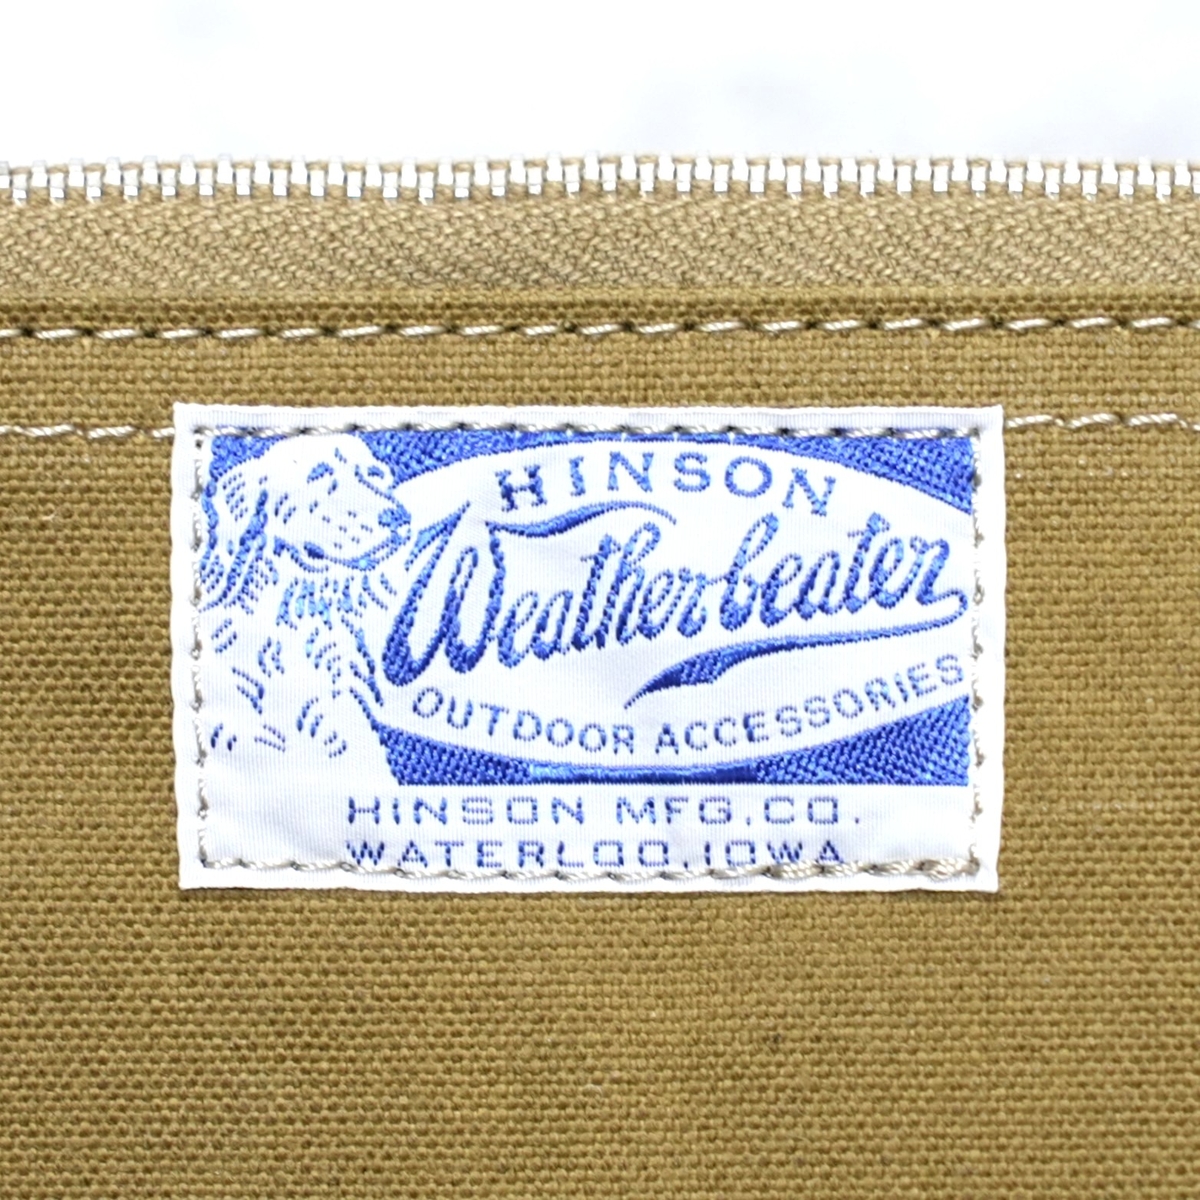 HINSON
Weatherbeater
OUTDOOR ACCESSORIES
HINSON MFG.CO.
WATERLOO,IOWA